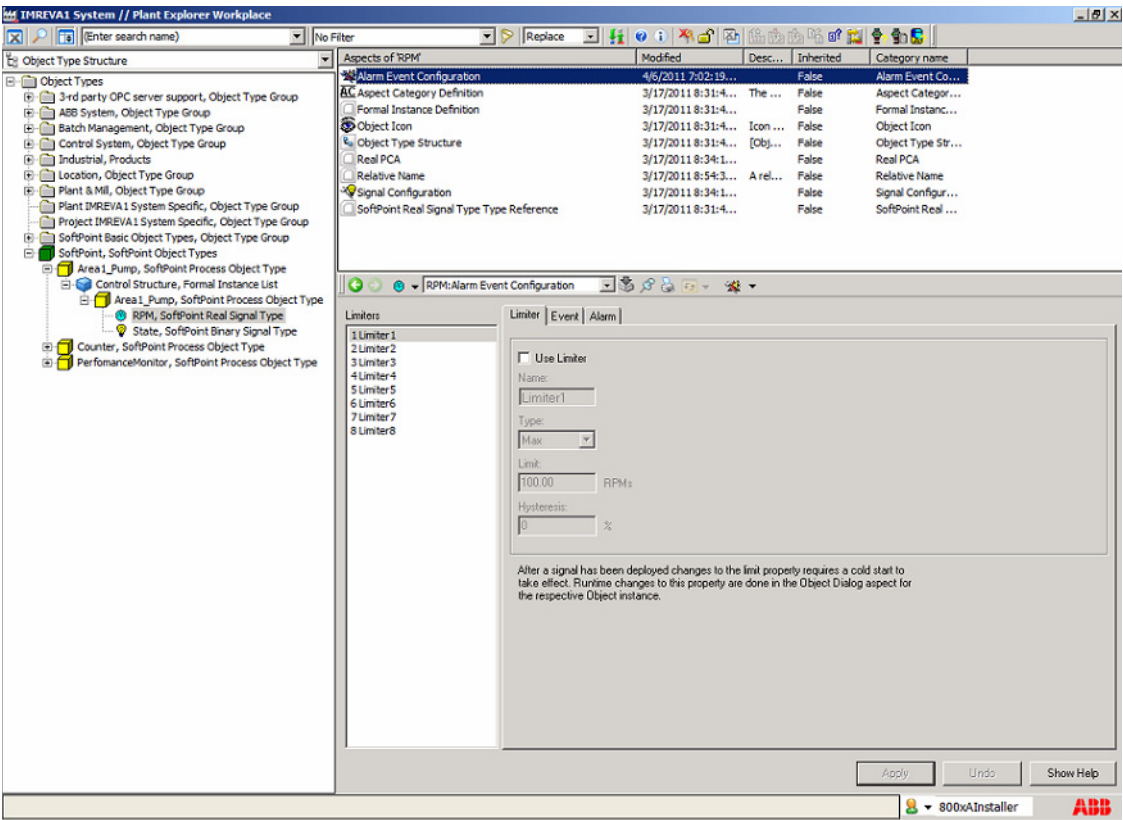 IMREVA1 System // Plant Explorer Workplace
(Enter search name)
No Filter
Replace
Object Type Structure
Object Types
3-rd party OPC server support, Object Type Group
ABB System, Object Type Group
Batch Management, Object Type Group
Control System, Object Type Group
Industrial, Products
Location, Object Type Group
Plant & Mill, Object Type Group
Plant IMREVA1 System Specific, Object Type Group
Project IMREVA1 System Specific, Object Type Group
SoftPoint Basic Object Types, Object Type Group
SoftPoint, SoftPoint Object Types
Area1_Pump, SoftPoint Process Object Type
Control Structure, Formal Instance List
Area1_Pump, SoftPoint Process Object Type
RPM, SoftPoint Real Signal Type
State, SoftPoint Binary Signal Type
Counter, SoftPoint Process Object Type
PerfomanceMonitor, SoftPoint Process Object Type
Aspects of 'RPM' Modified Desc... Inherited Category name
Alarm Event Configuration 4/6/2011 7:02:19... False Alarm Event Co...
AC Aspect Category Definition 3/17/2011 8:31:4... The ... False Aspect Categor...
Formal Instance Definition 3/17/2011 8:31:4... False Formal Instanc...
Object Icon 3/17/2011 8:31:4... Icon ... False Object Icon
Object Type Structure 3/17/2011 8:31:4... [Obj... False Object Type Str...
Real PCA 3/17/2011 8:34:1... False Real PCA
Relative Name 3/17/2011 8:54:3... A rel... False Relative Name
Signal Configuration 3/17/2011 8:34:1... False Signal Configur...
SoftPoint Real Signal Type Type Reference 3/17/2011 8:31:4... False SoftPoint Real ...
RPM:Alarm Event Configuration
Limiters
1 Limiter1
2 Limiter2
3 Limiter3
4 Limiter4
5 Limiter5
6 Limiter6
7 Limiter7
8 Limiter8
Limiter Event Alarm
Use Limiter
Name:
Limiter1
Type:
Max
Limit:
100.00 RPMs
Hysteresis:
0 %
After a signal has been deployed changes to the limit property requires a cold start to
take effect. Runtime changes to this property are done in the Object Dialog aspect for
the respective Object instance.
Apply Undo Show Help
800xAInstaller ABB